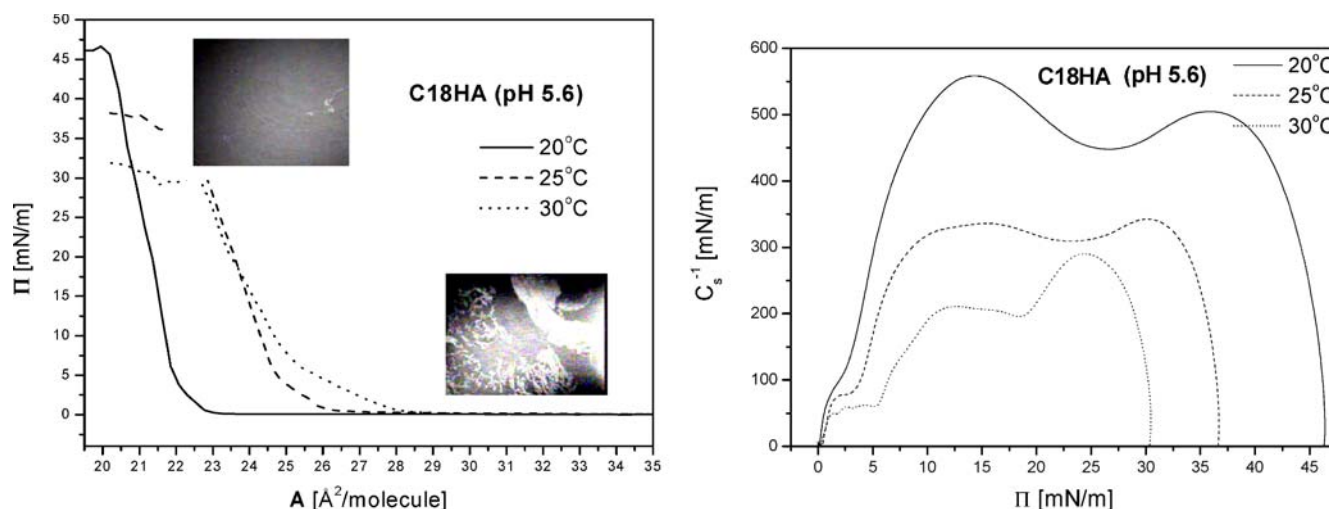 50
45
40
35
30
25
20
15
10
5
0
Π [mN/m]
C18HA (pH 5.6)
20°C
25°C
30°C
20 21 22 23 24 25 26 27 28 29 30 31 32 33 34 35
A [Å²/molecule]
600
500
400
300
200
100
0
Cₛ⁻¹ [mN/m]
C18HA (pH 5.6)
20°C
25°C
30°C
0 5 10 15 20 25 30 35 40 45
Π [mN/m]